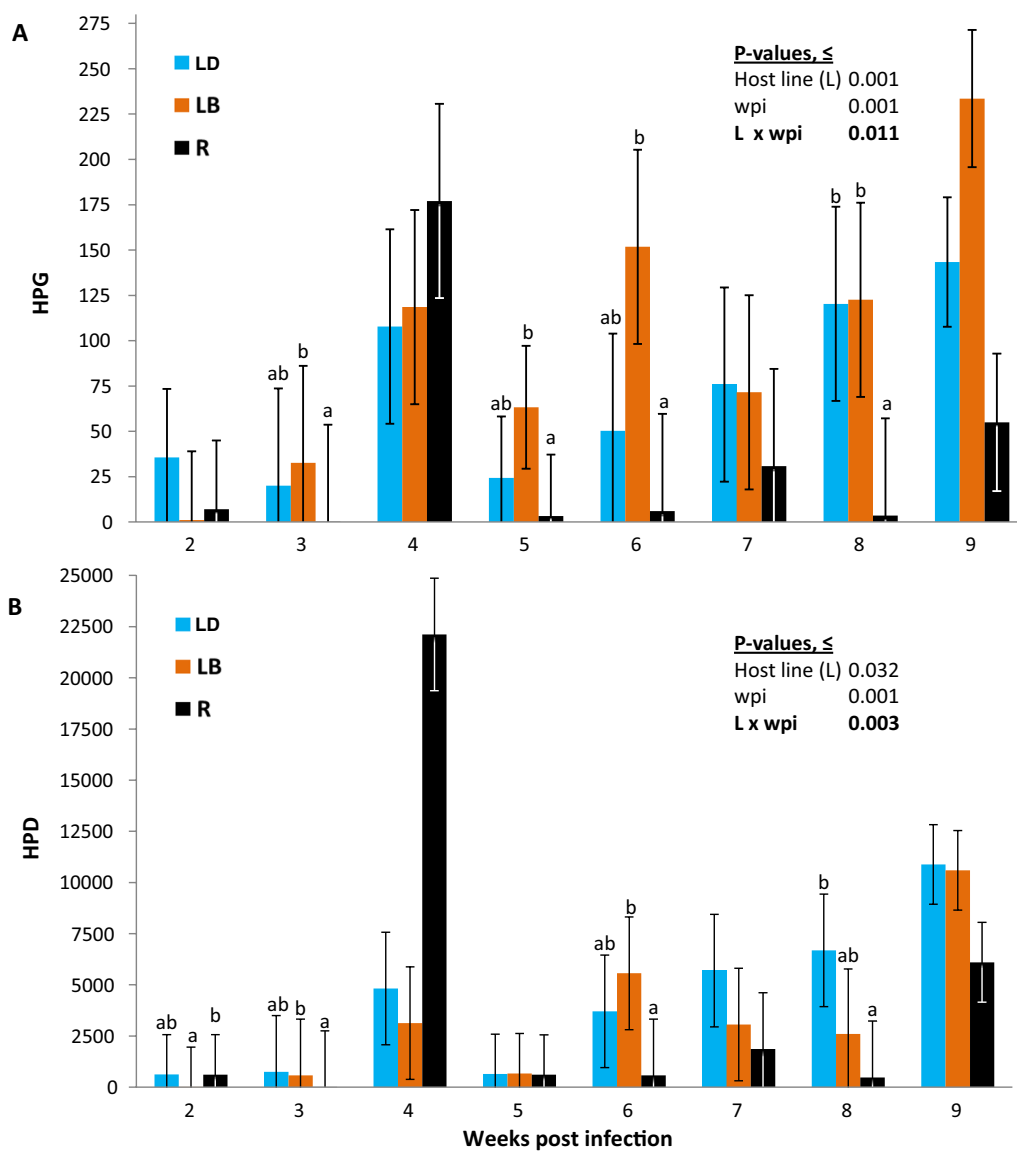 A
275
250
225
200
175
150
125
100
75
50
25
0
HPG
LD
LB
R
P-values, ≤
Host line (L) 0.001
wpi 0.001
L x wpi 0.011
ab b a
ab b a
ab b a
b b a
2 3 4 5 6 7 8 9
B
25000
22500
20000
17500
15000
12500
10000
7500
5000
2500
0
HPD
LD
LB
R
P-values, ≤
Host line (L) 0.032
wpi 0.001
L x wpi 0.003
ab a b
ab b a
ab b a
b ab a
2 3 4 5 6 7 8 9
Weeks post infection